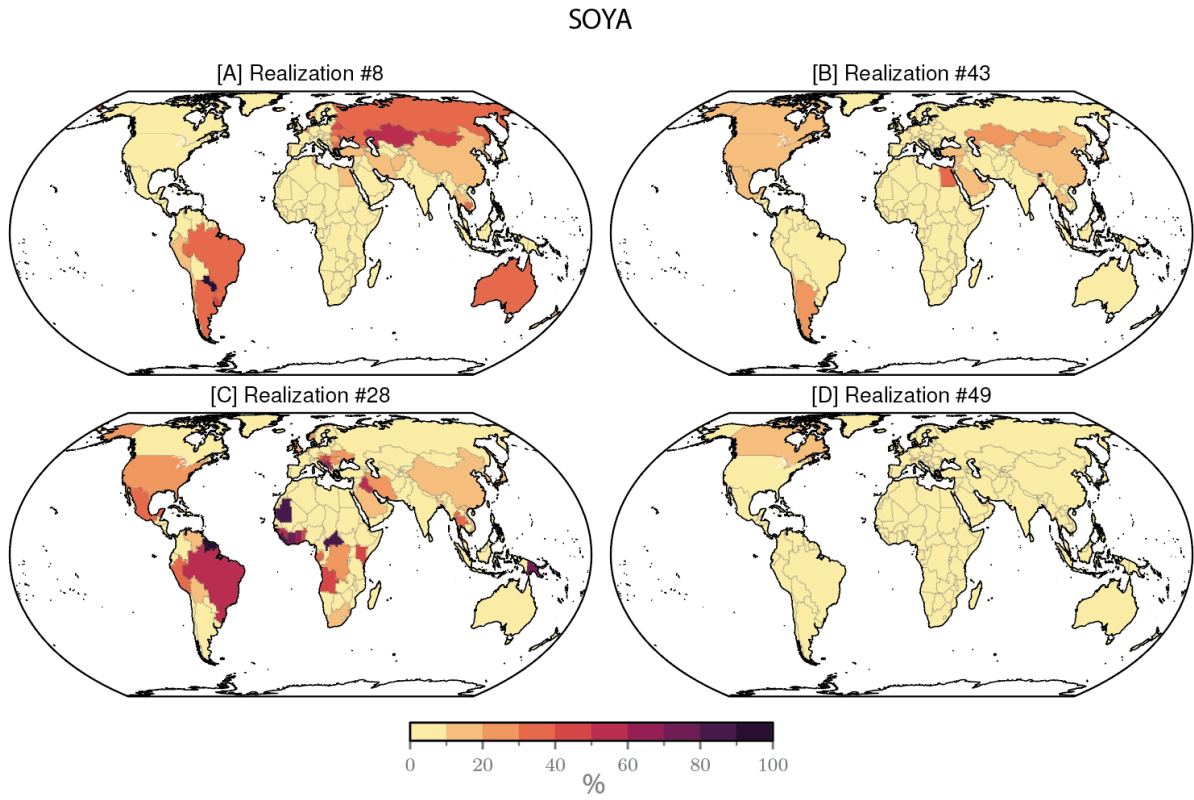 SOYA
[A] Realization #8
[B] Realization #43
[C] Realization #28
[D] Realization #49
0 20 40 60 80 100
%